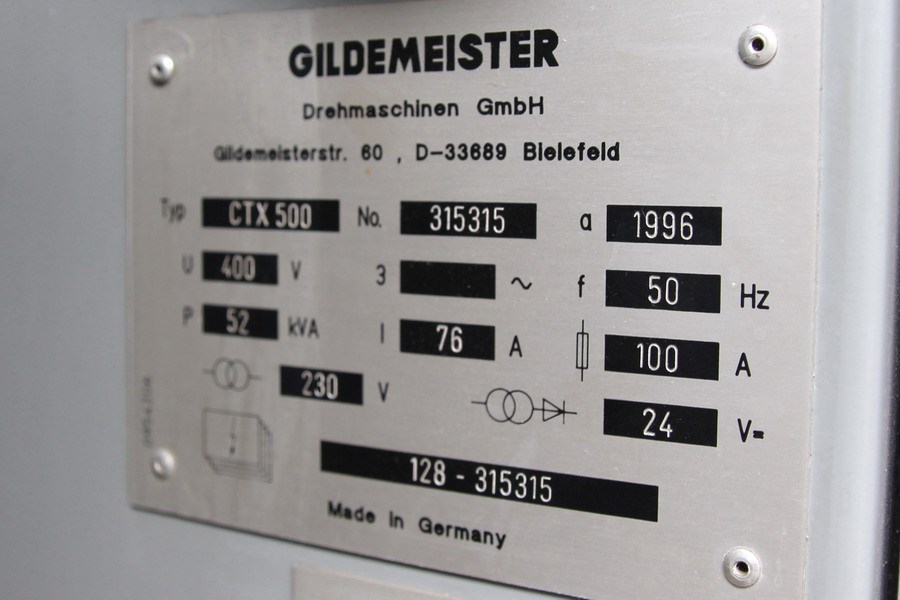 GILDEMEISTER
Drehmaschinen GmbH
Gildemeisterstr. 60 , D-33689 Bielefeld
Typ CTX 500 No. 315315 a 1996
U 400 V 3 ~ f 50 Hz
P 52 kVA I 76 A 100 A
230 V 24 V=
128 - 315315
Made in Germany